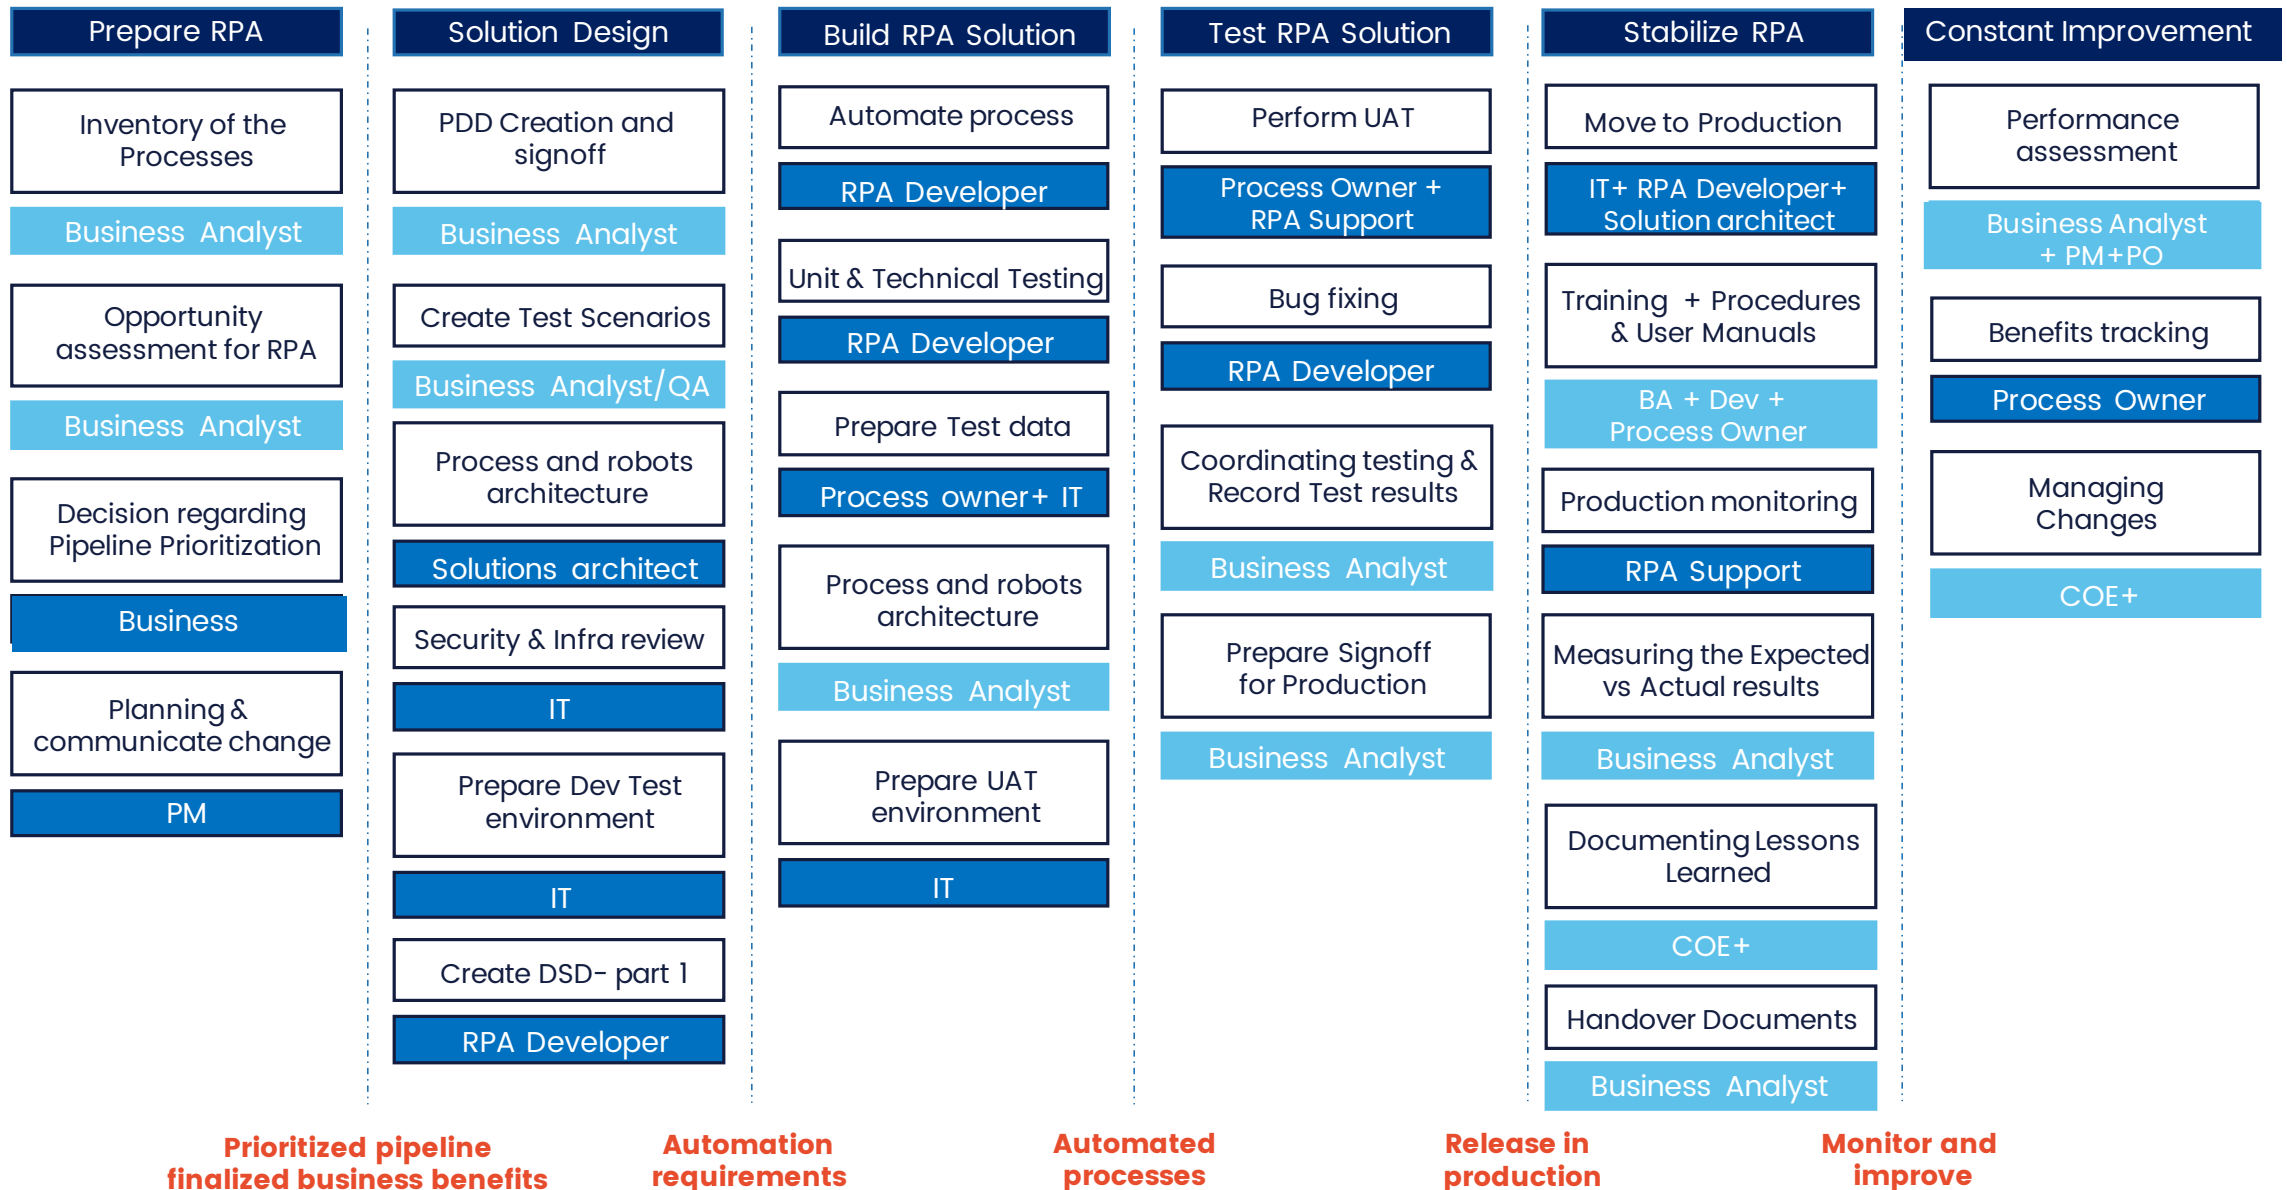 Prepare RPA
Inventory of the
Processes
Business Analyst
Opportunity
assessment for RPA
Business Analyst
Decision regarding
Pipeline Prioritization
Business
Planning &
communicate change
PM
Solution Design
PDD Creation and
signoff
Business Analyst
Create Test Scenarios
Business Analyst/QA
Process and robots
architecture
Solutions architect
Security & Infra review
IT
Prepare Dev Test
environment
IT
Create DSD- part 1
RPA Developer
Build RPA Solution
Automate process
RPA Developer
Unit & Technical Testing
RPA Developer
Prepare Test data
Process owner+ IT
Process and robots
architecture
Business Analyst
Prepare UAT
environment
IT
Test RPA Solution
Perform UAT
Process Owner +
RPA Support
Bug fixing
RPA Developer
Coordinating testing &
Record Test results
Business Analyst
Prepare Signoff
for Production
Business Analyst
Stabilize RPA
Move to Production
IT+ RPA Developer+
Solution architect
Training + Procedures
& User Manuals
BA + Dev +
Process Owner
Production monitoring
RPA Support
Measuring the Expected
vs Actual results
Business Analyst
Documenting Lessons
Learned
COE+
Handover Documents
Business Analyst
Constant Improvement
Performance
assessment
Business Analyst
+ PM+PO
Benefits tracking
Process Owner
Managing
Changes
COE+
Prioritized pipeline
finalized business benefits
Automation
requirements
Automated
processes
Release in
production
Monitor and
improve